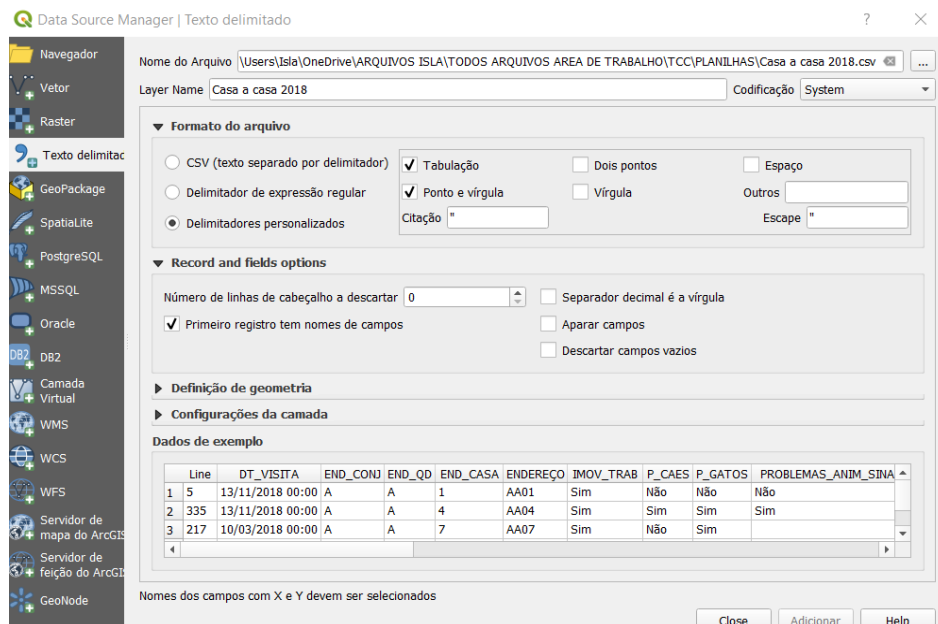 Data Source Manager | Texto delimitado
Navegador
Vetor
Raster
Texto delimitad
GeoPackage
SpatiaLite
PostgreSQL
MSSQL
Oracle
DB2
Camada
Virtual
WMS
WCS
WFS
Servidor de
mapa do ArcGIS
Servidor de
feição do ArcGIS
GeoNode
Nome do Arquivo \Users\Isla\OneDrive\ARQUIVOS ISLA\TODOS ARQUIVOS AREA DE TRABALHO\TCC\PLANILHAS\Casa a casa 2018.csv ...
Layer Name Casa a casa 2018 Codificação System
Formato do arquivo
CSV (texto separado por delimitador) Tabulação Dois pontos Espaço
Delimitador de expressão regular Ponto e vírgula Vírgula Outros
Delimitadores personalizados Citação " Escape "
Record and fields options
Número de linhas de cabeçalho a descartar 0 Separador decimal é a vírgula
Primeiro registro tem nomes de campos Aparar campos
Descartar campos vazios
Definição de geometria
Configurações da camada
Dados de exemplo
Line DT_VISITA END_CONJ END_QD END_CASA ENDEREÇO IMOV_TRAB P_CAES P_GATOS PROBLEMAS_ANIM_SINA
1 5 13/11/2018 00:00 A A 1 AA01 Sim Não Não Não
2 335 13/11/2018 00:00 A A 4 AA04 Sim Sim Sim Sim
3 217 10/03/2018 00:00 A A 7 AA07 Sim Não Sim
Nomes dos campos com X e Y devem ser selecionados
Close Adicionar Help